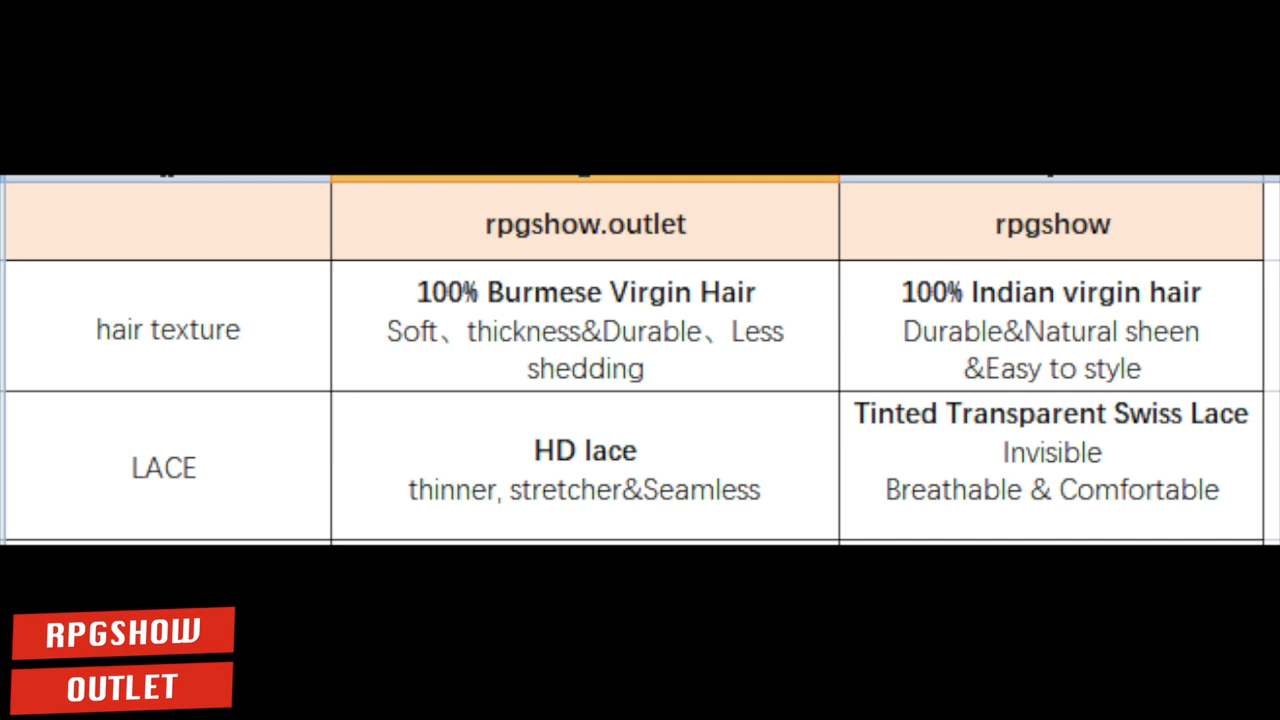 rpgshow.outlet
rpgshow
hair texture
100% Burmese Virgin Hair
Soft、thickness&Durable、Less
shedding
100% Indian virgin hair
Durable&Natural sheen
&Easy to style
LACE
HD lace
thinner, stretcher&Seamless
Tinted Transparent Swiss Lace
Invisible
Breathable & Comfortable
RPGSHOW
OUTLET